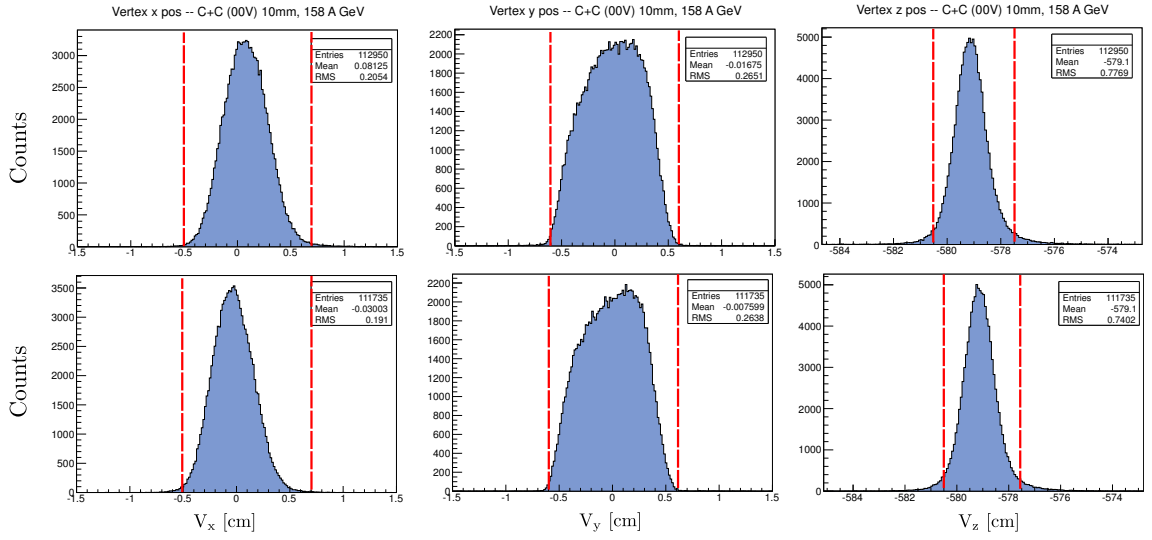 Vertex x pos -- C+C (00V) 10mm, 158 A GeV
Vertex y pos -- C+C (00V) 10mm, 158 A GeV
Vertex z pos -- C+C (00V) 10mm, 158 A GeV
Counts
3000
2500
2000
1500
1000
500
0
-1.5 -1 -0.5 0 0.5 1 1.5
Entries 112950
Mean 0.08125
RMS 0.2054
2200
2000
1800
1600
1400
1200
1000
800
600
400
200
0
-1.5 -1 -0.5 0 0.5 1 1.5
Entries 112950
Mean -0.01675
RMS 0.2651
5000
4000
3000
2000
1000
0
-584 -582 -580 -578 -576 -574
Entries 112950
Mean -579.1
RMS 0.7769
Counts
3500
3000
2500
2000
1500
1000
500
0
-1.5 -1 -0.5 0 0.5 1 1.5
Entries 111735
Mean -0.03003
RMS 0.191
2200
2000
1800
1600
1400
1200
1000
800
600
400
200
0
-1.5 -1 -0.5 0 0.5 1 1.5
Entries 111735
Mean -0.007599
RMS 0.2638
5000
4000
3000
2000
1000
0
-584 -582 -580 -578 -576 -574
Entries 111735
Mean -579.1
RMS 0.7402
Vx [cm]
Vy [cm]
Vz [cm]